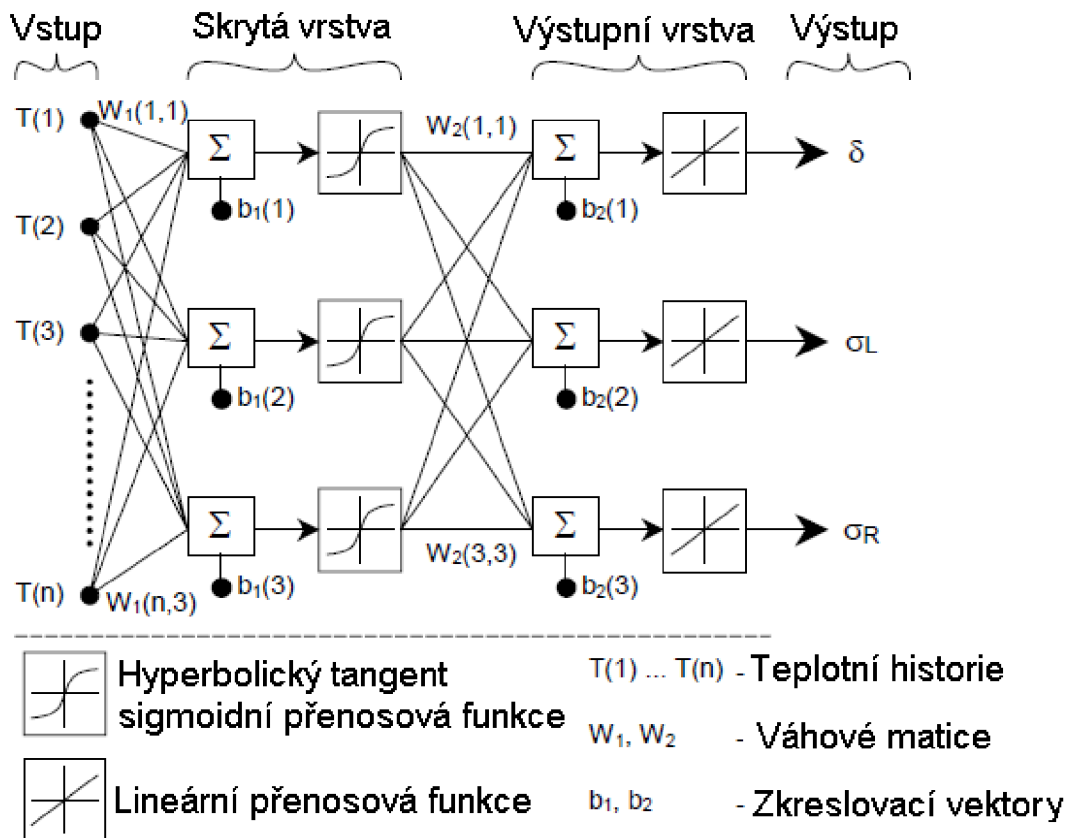 Vstup Skrytá vrstva Výstupní vrstva Výstup
T(1) W₁(1,1) Σ W₂(1,1) Σ δ
b₁(1) b₂(1)
T(2)
T(3) Σ Σ σL
b₁(2) b₂(2)
Σ Σ σR
W₂(3,3)
T(n) W₁(n,3) b₁(3) b₂(3)
Hyperbolický tangent
sigmoidní přenosová funkce
Lineární přenosová funkce
T(1) ... T(n) - Teplotní historie
W₁, W₂ - Váhové matice
b₁, b₂ - Zkreslovací vektory